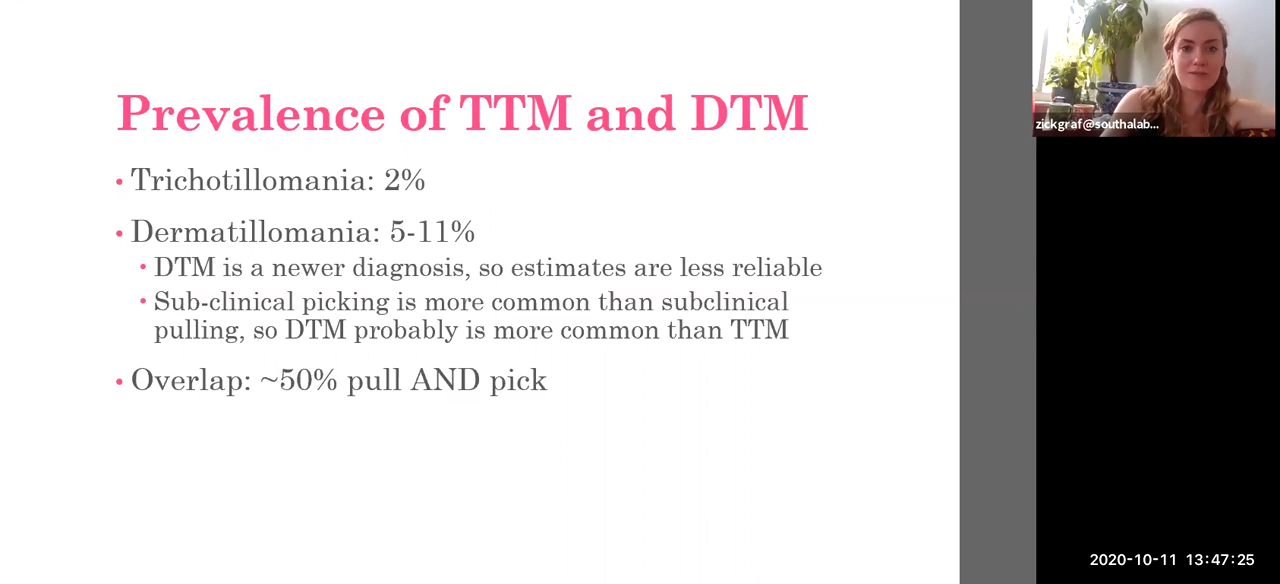 Prevalence of TTM and DTM
• Trichotillomania: 2%
• Dermatillomania: 5-11%
• DTM is a newer diagnosis, so estimates are less reliable
• Sub-clinical picking is more common than subclinical
pulling, so DTM probably is more common than TTM
• Overlap: ~50% pull AND pick
zickgraf@southalab...
2020-10-11 13:47:25